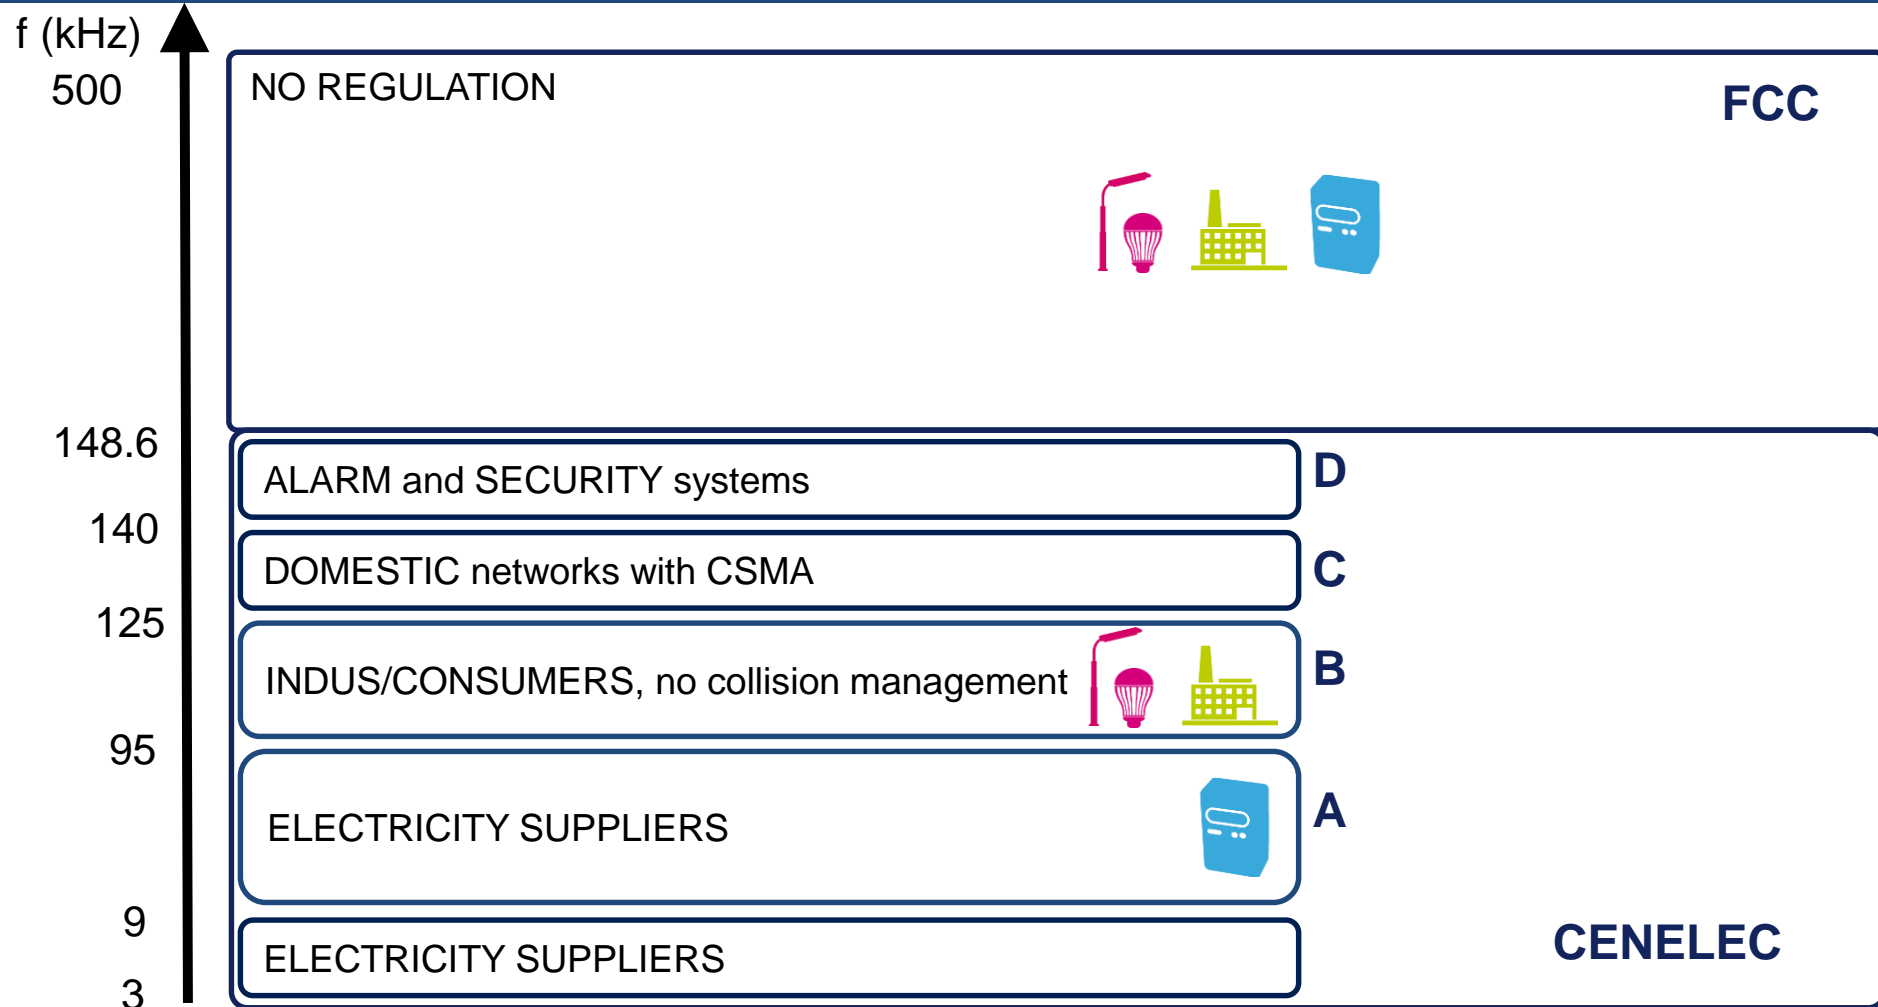 f (kHz)
500
NO REGULATION
FCC
148.6
ALARM and SECURITY systems
D
140
DOMESTIC networks with CSMA
C
125
INDUS/CONSUMERS, no collision management
B
95
ELECTRICITY SUPPLIERS
A
9
ELECTRICITY SUPPLIERS
CENELEC
3